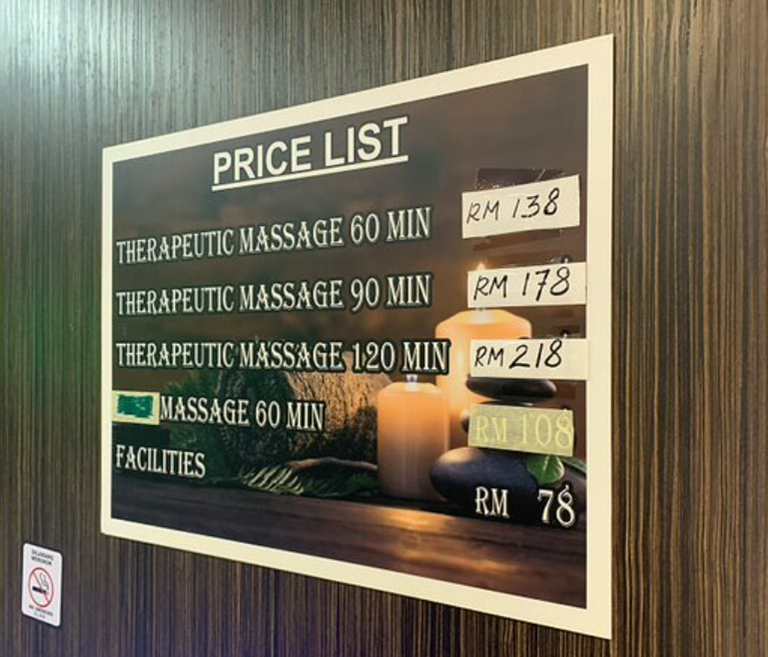 PRICE LIST
THERAPEUTIC MASSAGE 60 MIN RM 138
THERAPEUTIC MASSAGE 90 MIN RM 178
THERAPEUTIC MASSAGE 120 MIN RM 218
MASSAGE 60 MIN RM 108
FACILITIES RM 78